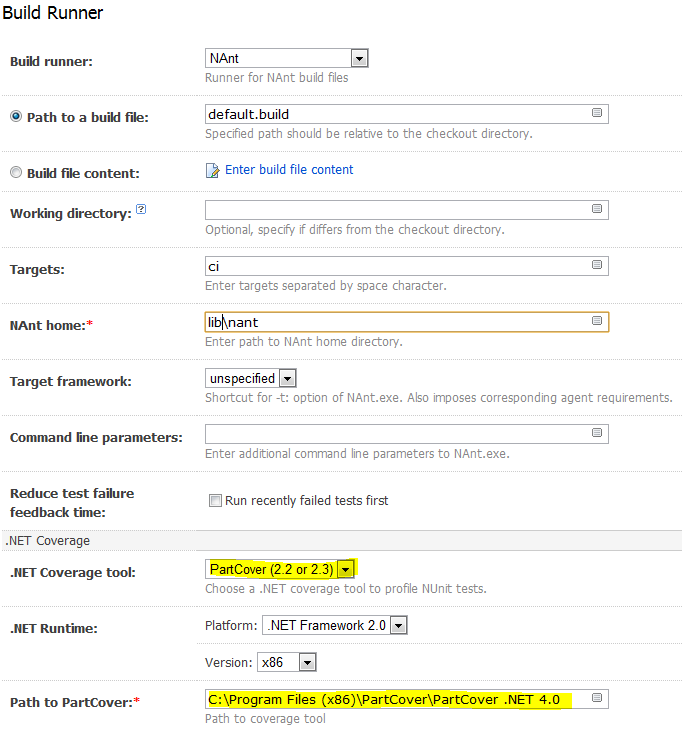 Build Runner
Build runner: NAnt
Runner for NAnt build files
Path to a build file: default.build
Specified path should be relative to the checkout directory.
Build file content: Enter build file content
Working directory: ?
Optional, specify if differs from the checkout directory.
Targets: ci
Enter targets separated by space character.
NAnt home:* lib\nant
Enter path to NAnt home directory.
Target framework: unspecified
Shortcut for -t: option of NAnt.exe. Also imposes corresponding agent requirements.
Command line parameters:
Enter additional command line parameters to NAnt.exe.
Reduce test failure
feedback time: Run recently failed tests first
.NET Coverage
.NET Coverage tool: PartCover (2.2 or 2.3)
Choose a .NET coverage tool to profile NUnit tests.
.NET Runtime: Platform: .NET Framework 2.0
Version: x86
Path to PartCover:* C:\Program Files (x86)\PartCover\PartCover .NET 4.0
Path to coverage tool